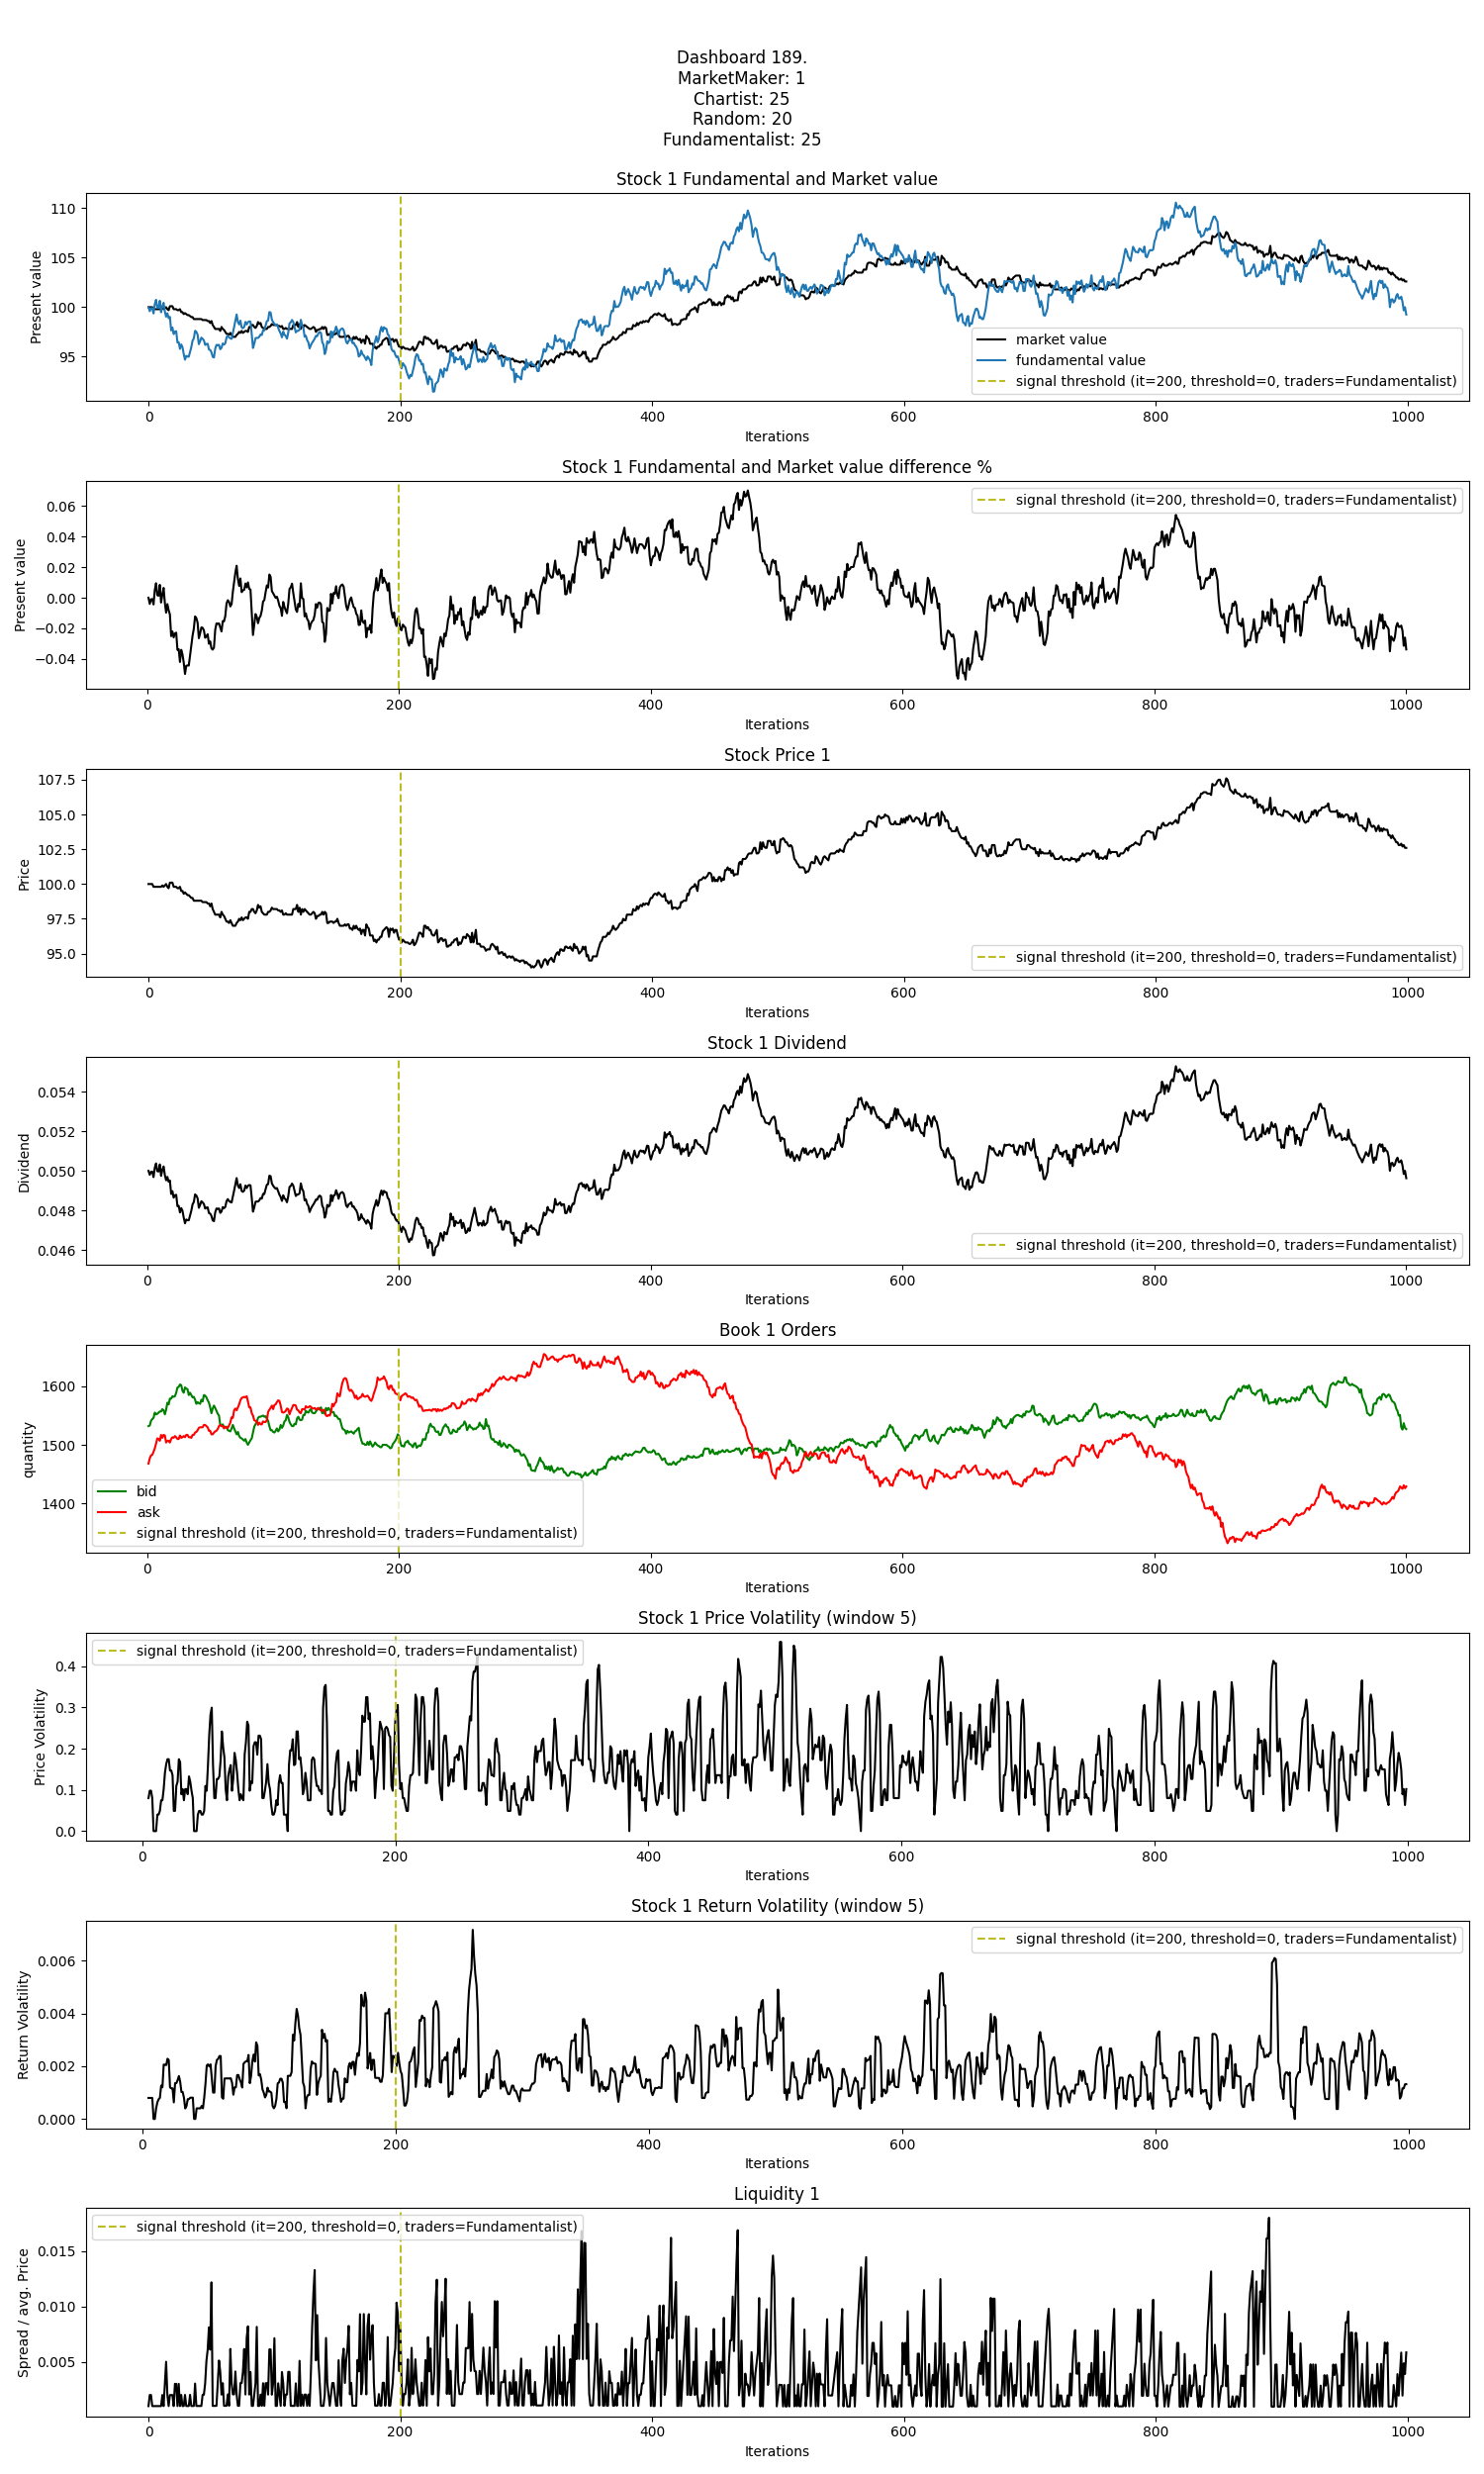 Dashboard 189.
MarketMaker: 1
Chartist: 25
Random: 20
Fundamentalist: 25
Stock 1 Fundamental and Market value
Present value
110
105
100
95
market value
fundamental value
signal threshold (it=200, threshold=0, traders=Fundamentalist)
0 200 400 600 800 1000
Iterations
Stock 1 Fundamental and Market value difference %
Present value
0.06
0.04
0.02
0.00
−0.02
−0.04
signal threshold (it=200, threshold=0, traders=Fundamentalist)
0 200 400 600 800 1000
Iterations
Stock Price 1
Price
107.5
105.0
102.5
100.0
97.5
95.0
signal threshold (it=200, threshold=0, traders=Fundamentalist)
0 200 400 600 800 1000
Iterations
Stock 1 Dividend
Dividend
0.054
0.052
0.050
0.048
0.046
signal threshold (it=200, threshold=0, traders=Fundamentalist)
0 200 400 600 800 1000
Iterations
Book 1 Orders
quantity
1600
1500
1400
bid
ask
signal threshold (it=200, threshold=0, traders=Fundamentalist)
0 200 400 600 800 1000
Iterations
Stock 1 Price Volatility (window 5)
Price Volatility
0.4
0.3
0.2
0.1
0.0
signal threshold (it=200, threshold=0, traders=Fundamentalist)
0 200 400 600 800 1000
Iterations
Stock 1 Return Volatility (window 5)
Return Volatility
0.006
0.004
0.002
0.000
signal threshold (it=200, threshold=0, traders=Fundamentalist)
0 200 400 600 800 1000
Iterations
Liquidity 1
Spread / avg. Price
0.015
0.010
0.005
signal threshold (it=200, threshold=0, traders=Fundamentalist)
0 200 400 600 800 1000
Iterations